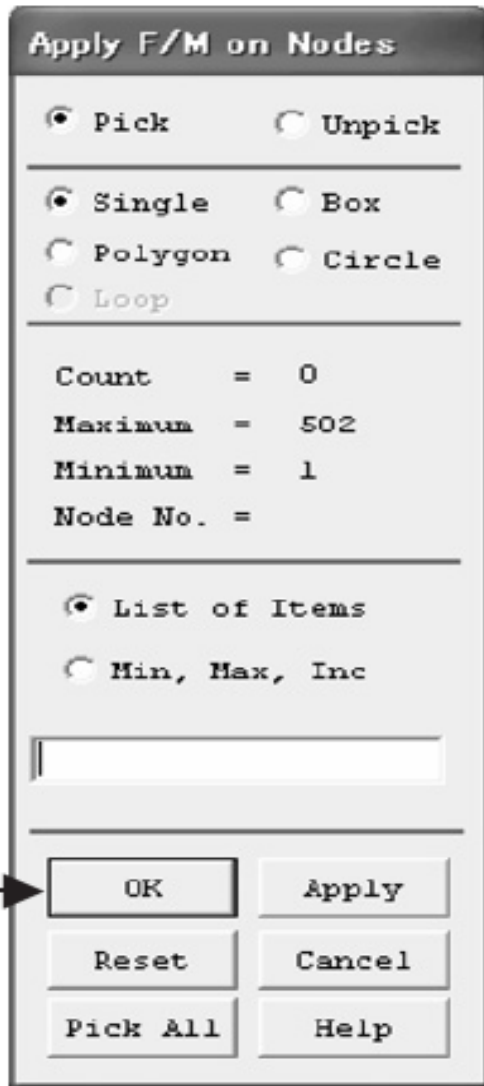 Apply F/M on Nodes
Pick Unpick
Single Box
Polygon Circle
Loop
Count = 0
Maximum = 502
Minimum = 1
Node No. =
List of Items
Min, Max, Inc
OK Apply
Reset Cancel
Pick All Help